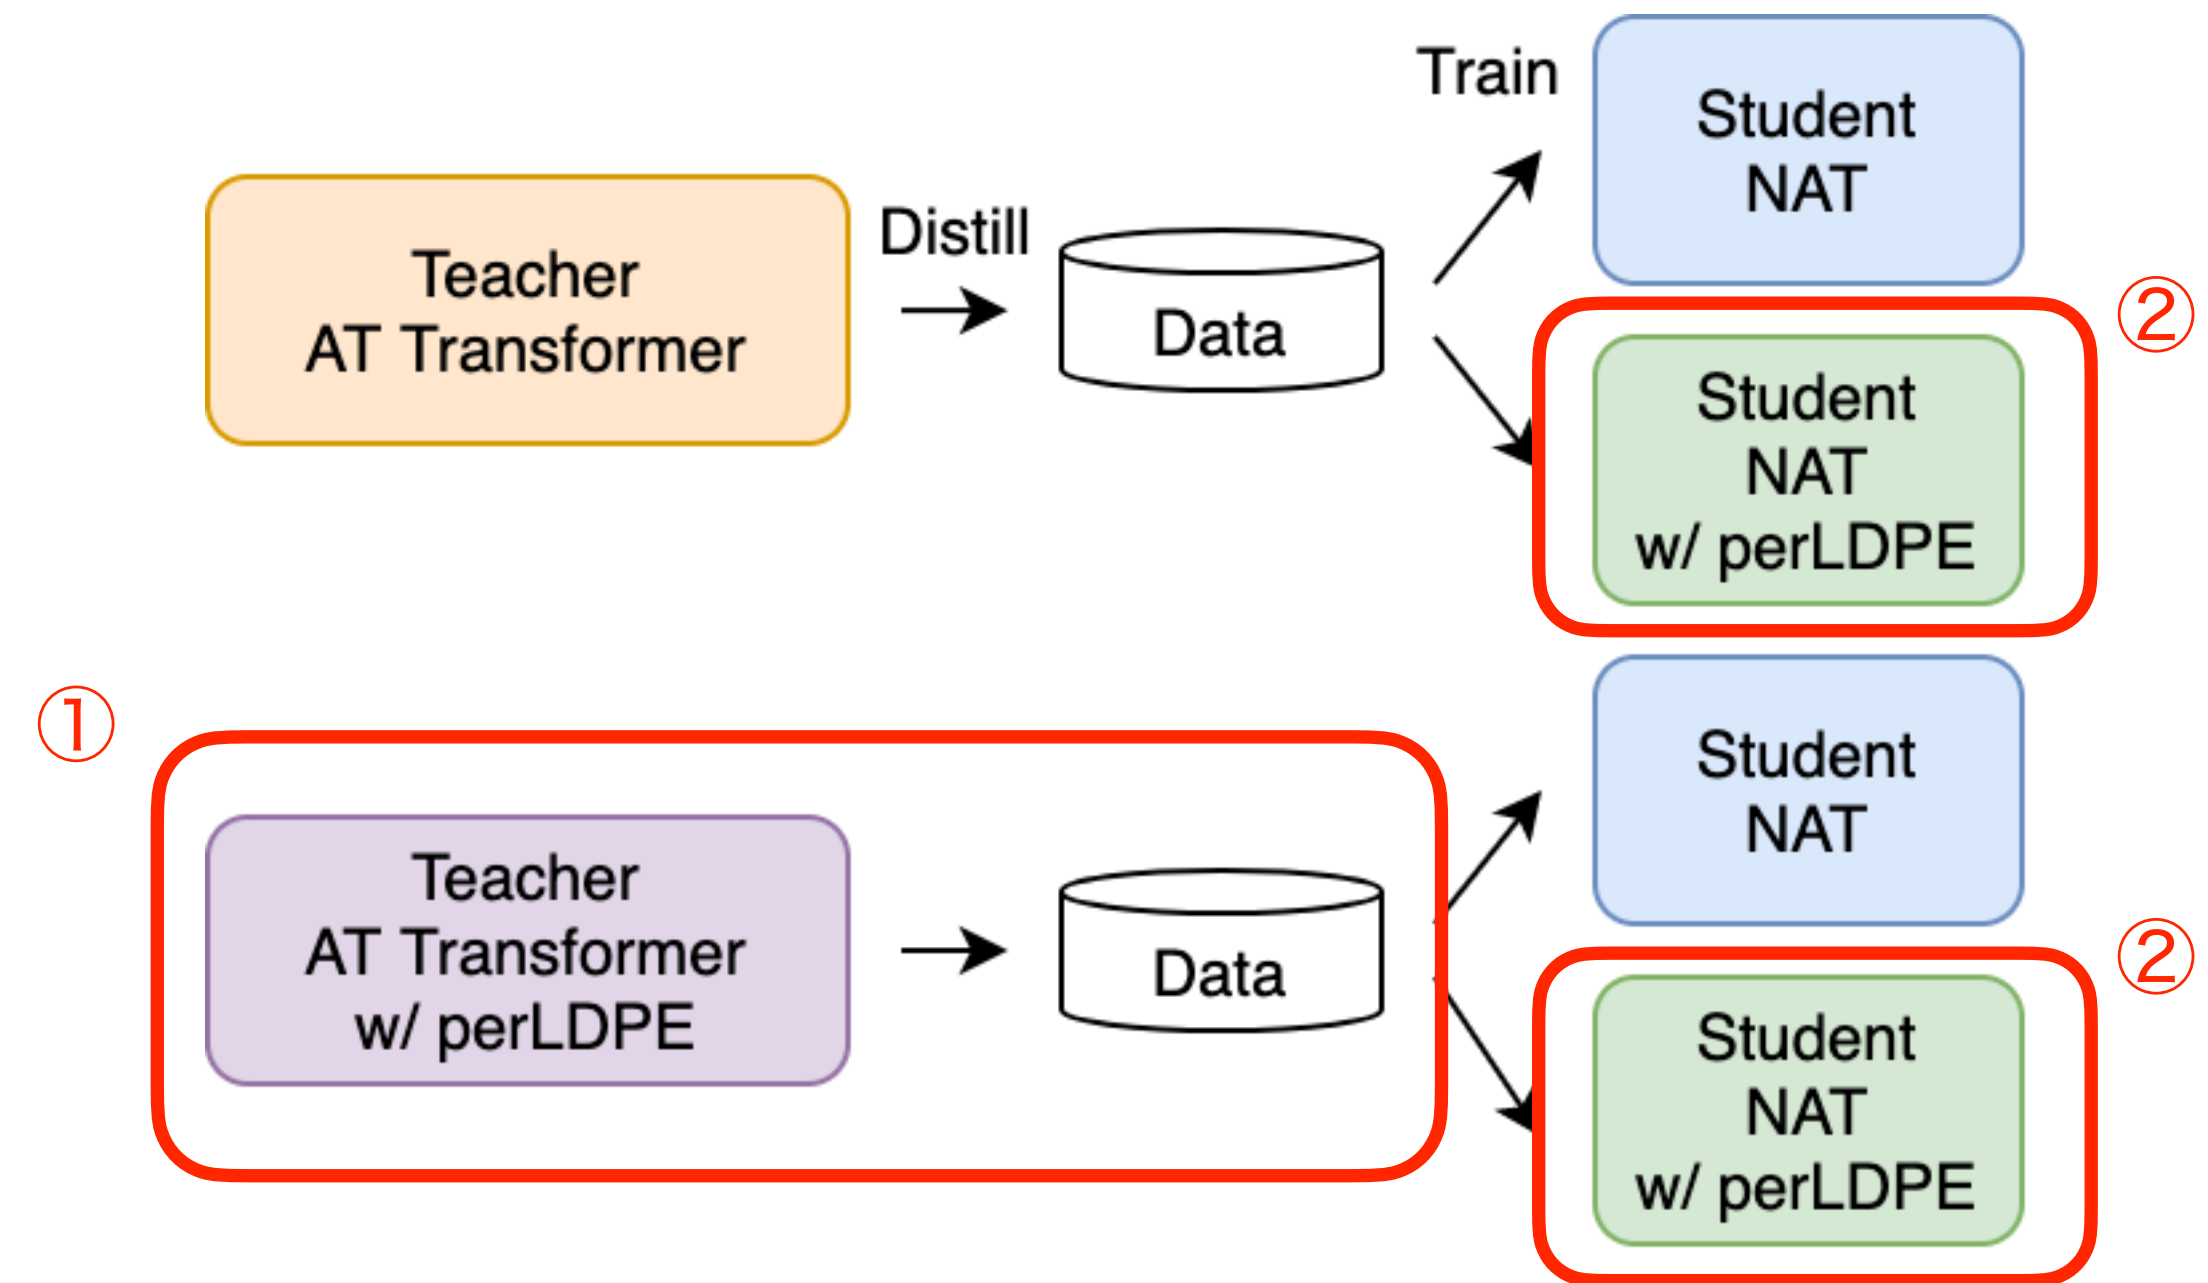 Teacher
AT Transformer
Distill
Data
Train
Student
NAT
②
Student
NAT
w/ perLDPE
①
Teacher
AT Transformer
w/ perLDPE
Data
Student
NAT
②
Student
NAT
w/ perLDPE